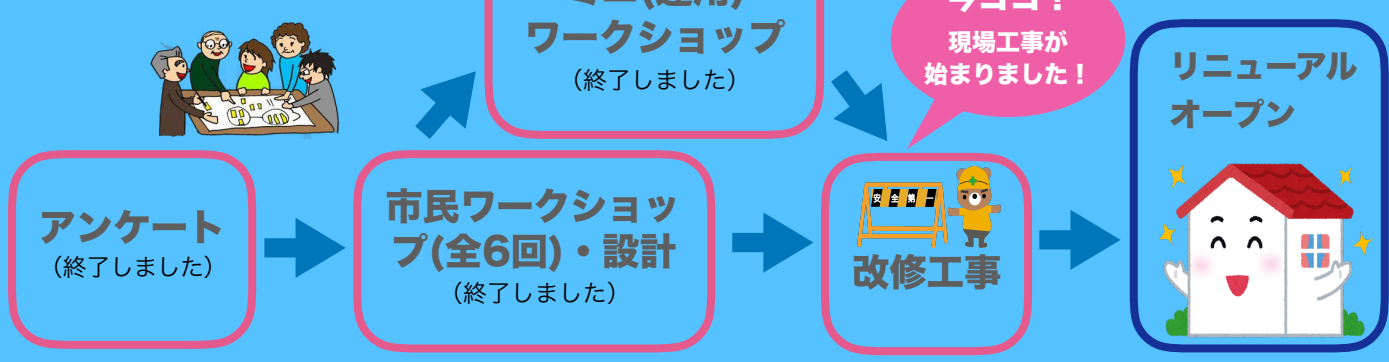 ワークショップ
（終了しました）
現場工事が
始まりました！
リニューアル
オープン
アンケート
（終了しました）
市民ワークショッ
プ(全6回)・設計
（終了しました）
安全第一
改修工事